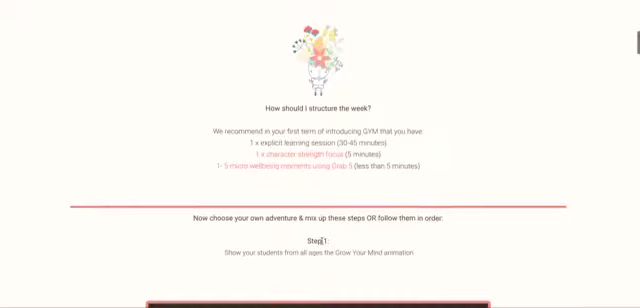 How should I structure the week?
We recommend in your first term of introducing GYM that you have:
1 x explicit learning session (30-45 minutes)
1 x character strength focus (5 minutes)
1- 5 micro wellbeing moments using Grab 5 (less than 5 minutes)
Now choose your own adventure & mix up these steps OR follow them in order:
Step 1:
Show your students from all ages the Grow Your Mind animation